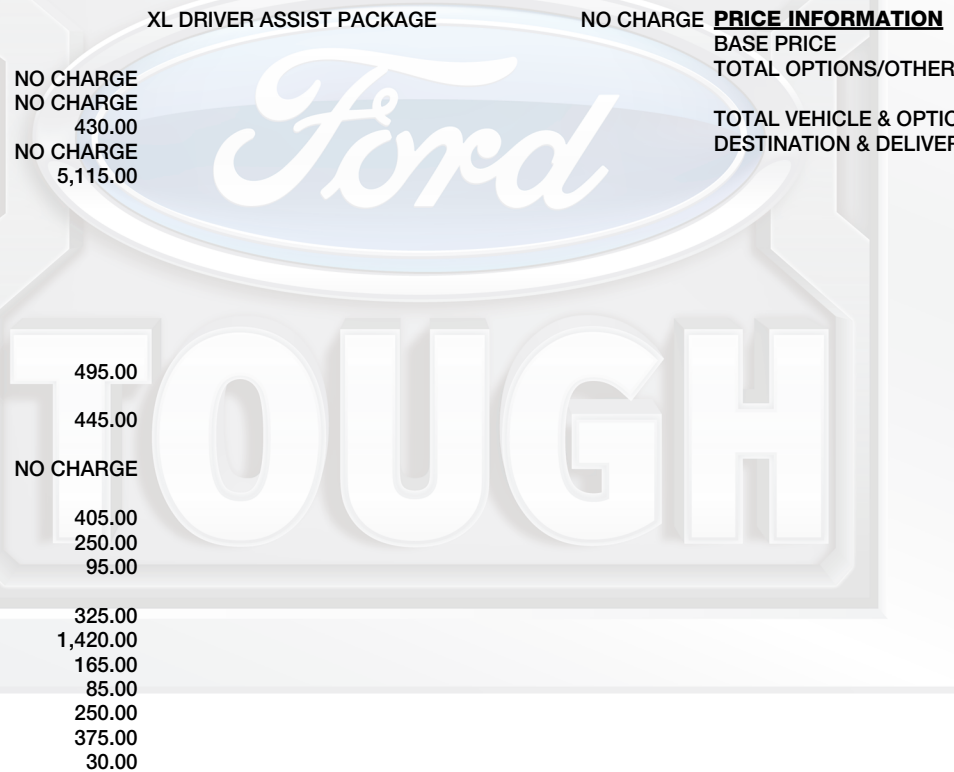 XL DRIVER ASSIST PACKAGE NO CHARGE PRICE INFORMATION
BASE PRICE
NO CHARGE TOTAL OPTIONS/OTHER
NO CHARGE
430.00 TOTAL VEHICLE & OPTIO
NO CHARGE DESTINATION & DELIVER
5,115.00
Ford
TOUGH
495.00
445.00
NO CHARGE
405.00
250.00
95.00
325.00
1,420.00
165.00
85.00
250.00
375.00
30.00